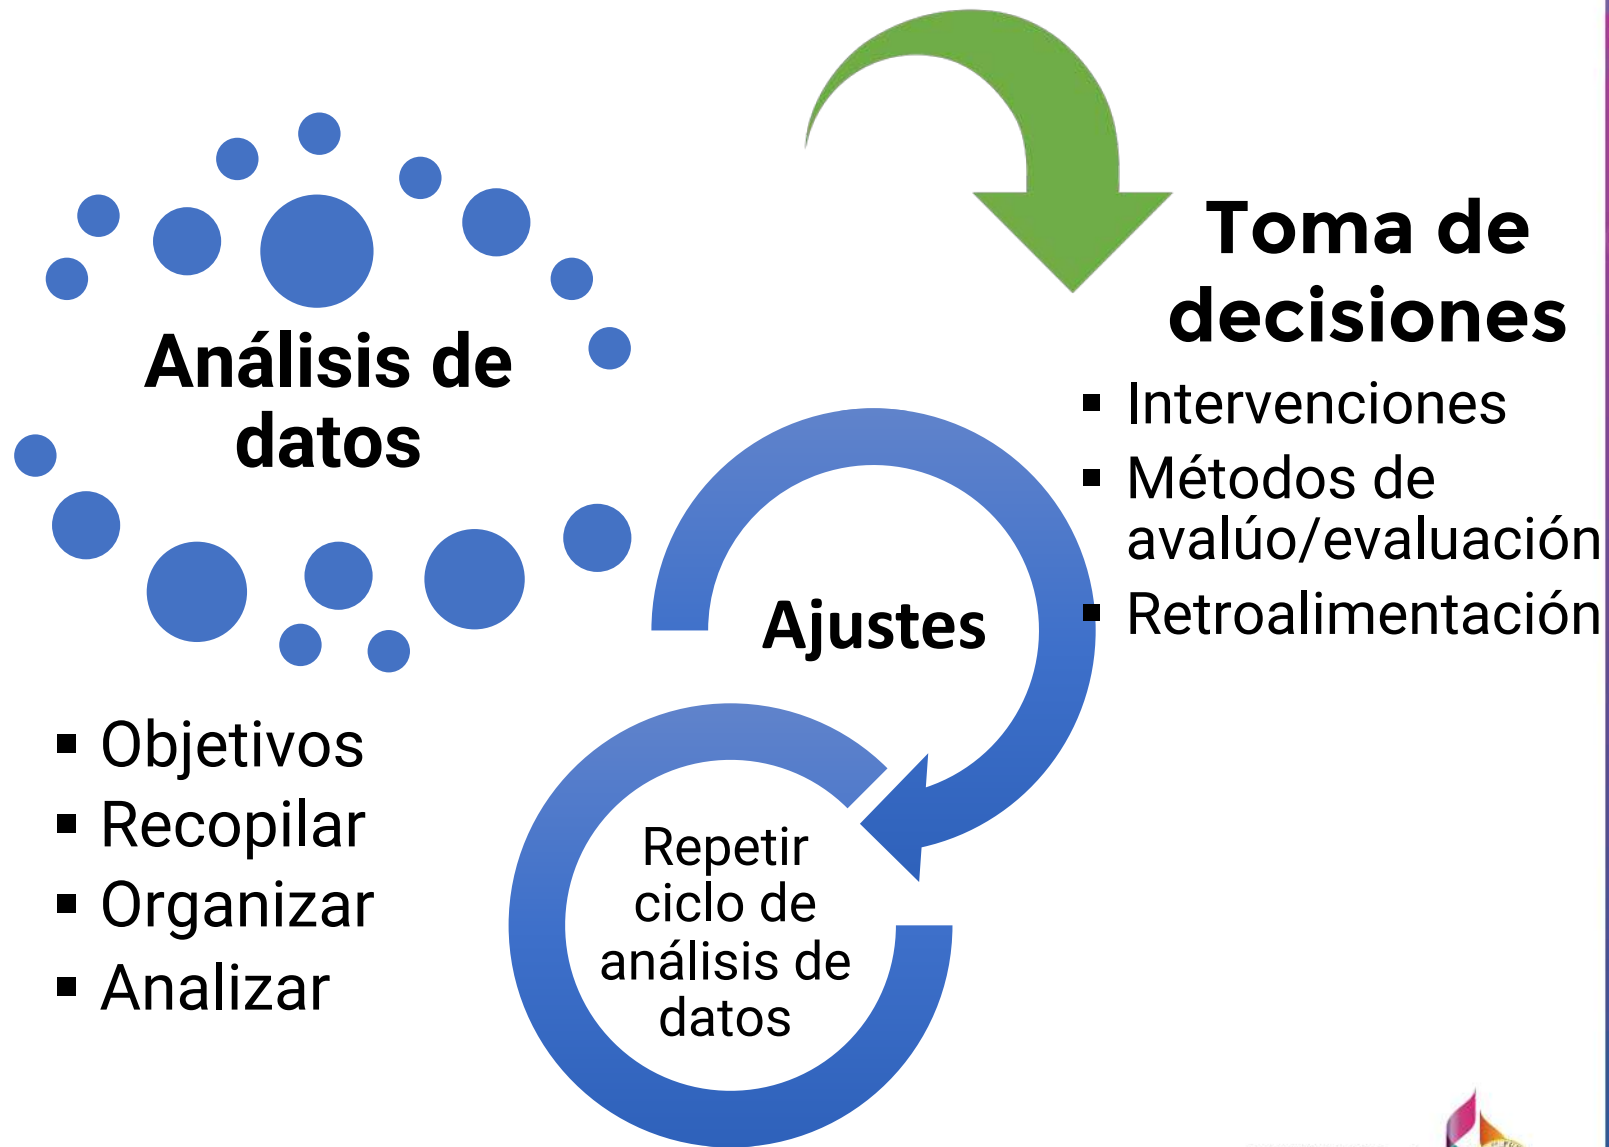 Análisis de
datos
▪ Objetivos
▪ Recopilar
▪ Organizar
▪ Analizar
Toma de
decisiones
▪ Intervenciones
▪ Métodos de
avalúo/evaluación
▪ Retroalimentación
Ajustes
Repetir
ciclo de
análisis de
datos